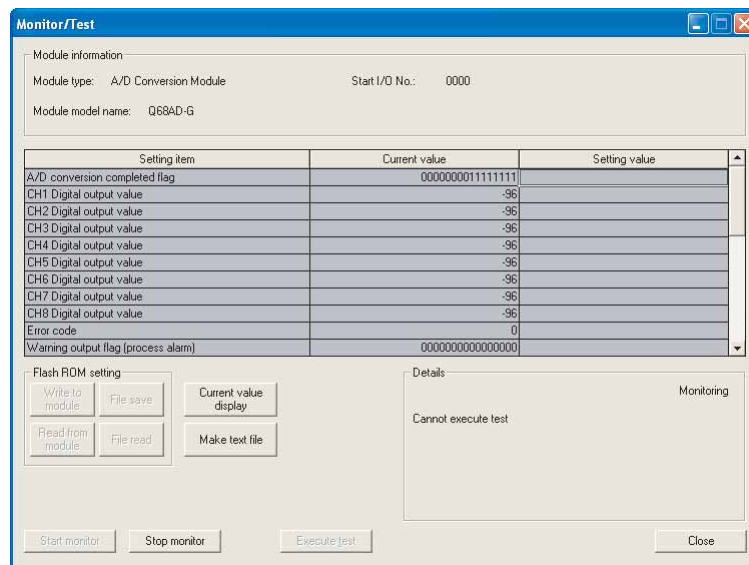 Monitor/Test
Module information
Module type: A/D Conversion Module Start I/O No.: 0000
Module model name: Q68AD-G
Setting item Current value Setting value
A/D conversion completed flag 0000000011111111
CH1 Digital output value -96
CH2 Digital output value -96
CH3 Digital output value -96
CH4 Digital output value -96
CH5 Digital output value -96
CH6 Digital output value -96
CH7 Digital output value -96
CH8 Digital output value -96
Error code 0
Warning output flag (process alarm) 0000000000000000
Flash ROM setting
Write to module
File save
Current value display
Read from module
File read
Make text file
Details
Monitoring
Cannot execute test
Start monitor Stop monitor Execute test Close